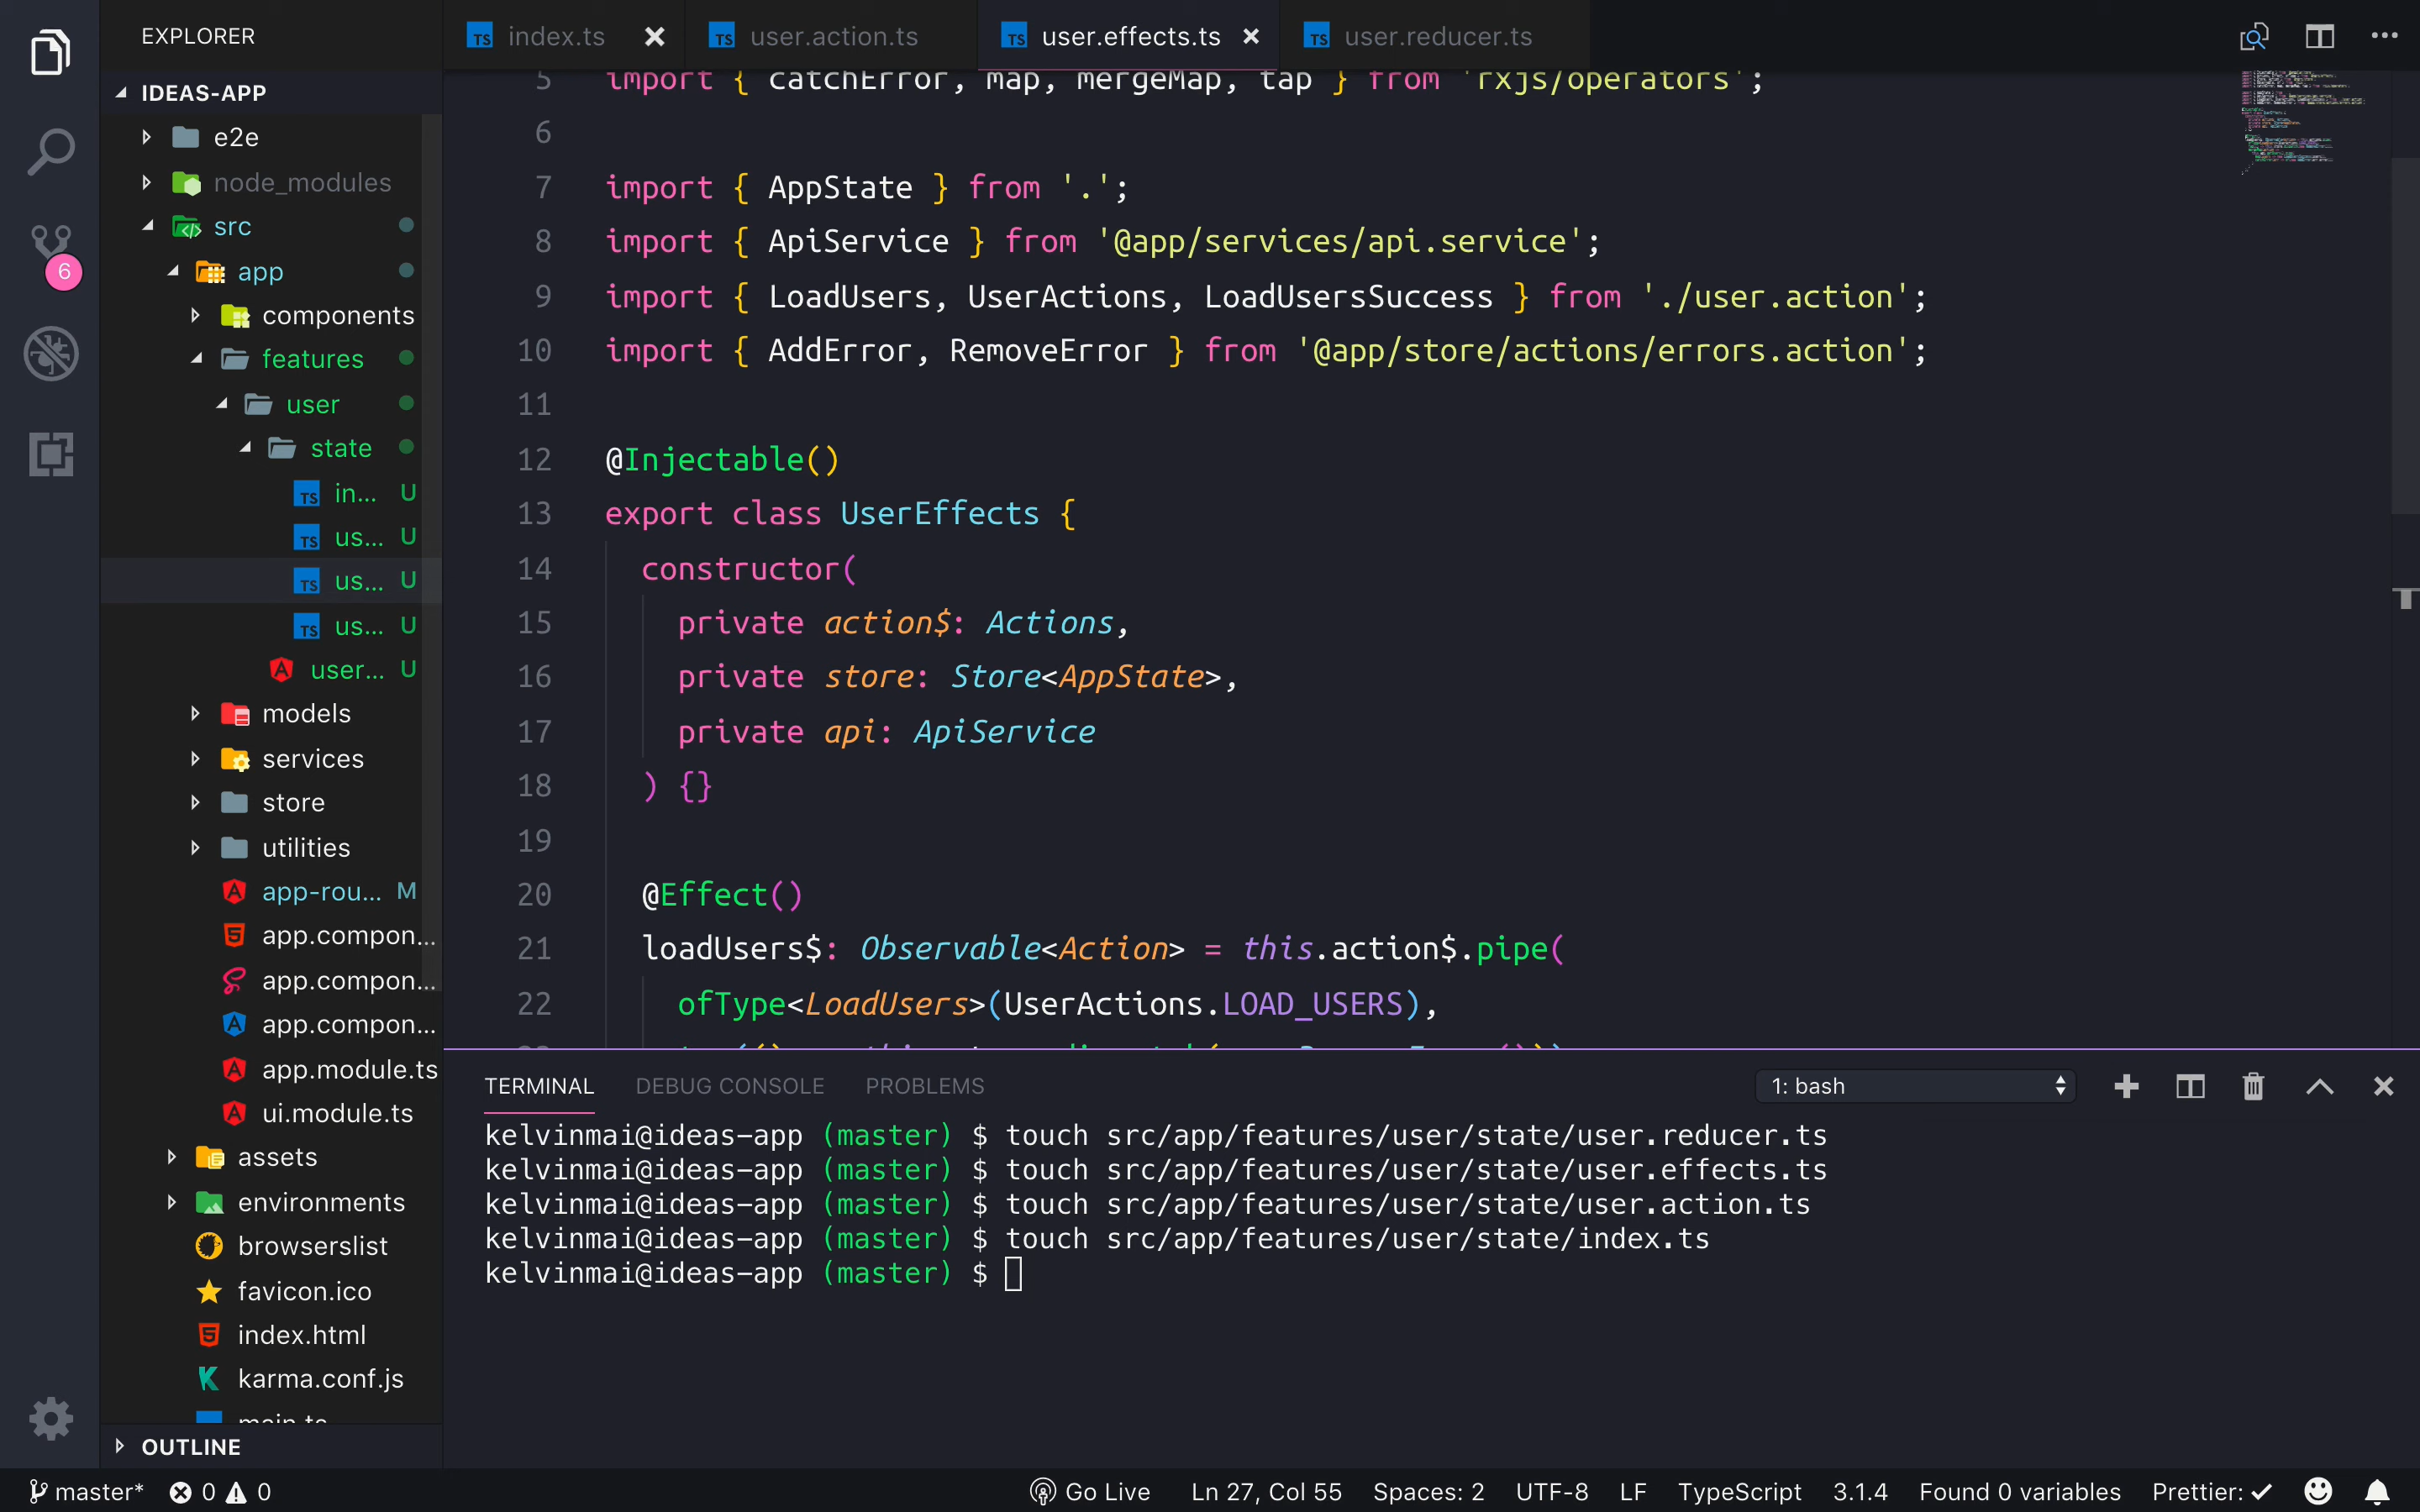 EXPLORER
IDEAS-APP
e2e
node_modules
src
app
components
features
user
state
in... U
us... U
us... U
us... U
user... U
models
services
store
utilities
app-rou... M
app.compon...
app.compon...
app.compon...
app.module.ts
ui.module.ts
assets
environments
browserslist
favicon.ico
index.html
karma.conf.js
main.ts
OUTLINE
6
index.ts
user.action.ts
user.effects.ts
user.reducer.ts
5 import { catchError, map, mergeMap, tap } from 'rxjs/operators';
6
7 import { AppState } from '.';
8 import { ApiService } from '@app/services/api.service';
9 import { LoadUsers, UserActions, LoadUsersSuccess } from './user.action';
10 import { AddError, RemoveError } from '@app/store/actions/errors.action';
11
12 @Injectable()
13 export class UserEffects {
14 constructor(
15 private action$: Actions,
16 private store: Store<AppState>,
17 private api: ApiService
18 ) {}
19
20 @Effect()
21 loadUsers$: Observable<Action> = this.action$.pipe(
22 ofType<LoadUsers>(UserActions.LOAD_USERS),
TERMINAL DEBUG CONSOLE PROBLEMS 1: bash
kelvinmai@ideas-app (master) $ touch src/app/features/user/state/user.reducer.ts
kelvinmai@ideas-app (master) $ touch src/app/features/user/state/user.effects.ts
kelvinmai@ideas-app (master) $ touch src/app/features/user/state/user.action.ts
kelvinmai@ideas-app (master) $ touch src/app/features/user/state/index.ts
kelvinmai@ideas-app (master) $
master* 0 0 Go Live Ln 27, Col 55 Spaces: 2 UTF-8 LF TypeScript 3.1.4 Found 0 variables Prettier: ✓